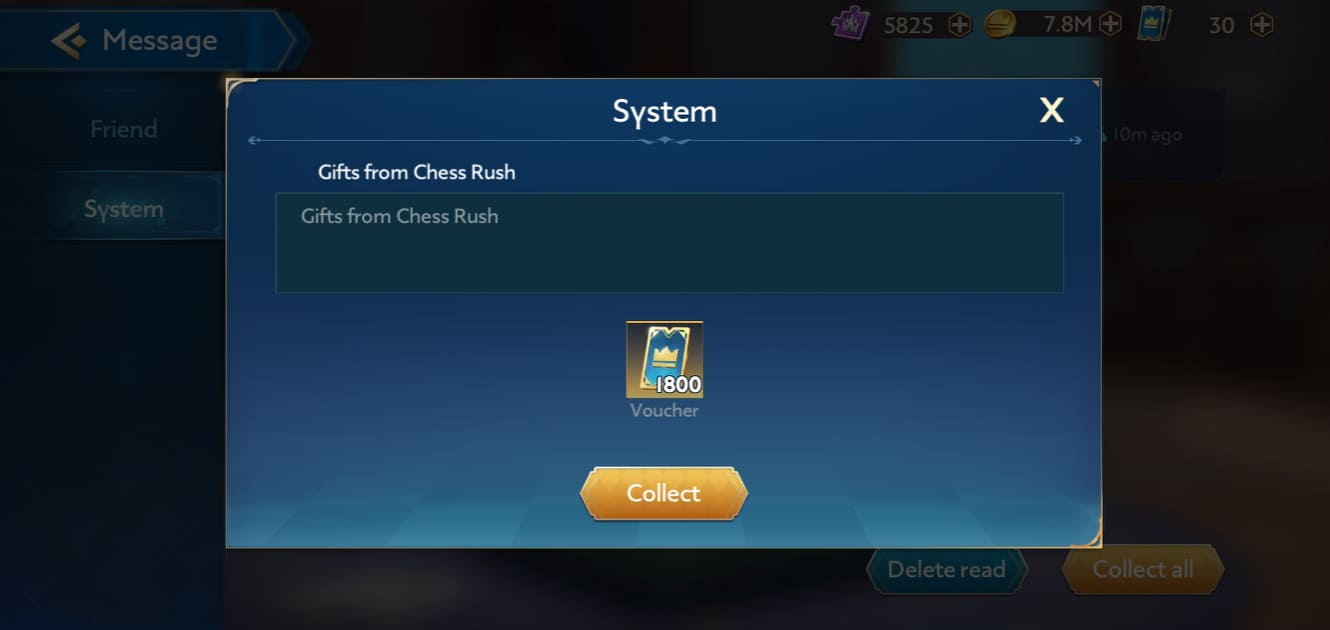 Message
5825
7.8M
30
System
X
10m ago
Friend
Gifts from Chess Rush
System
Gifts from Chess Rush
1800
Voucher
Collect
Delete read
Collect all